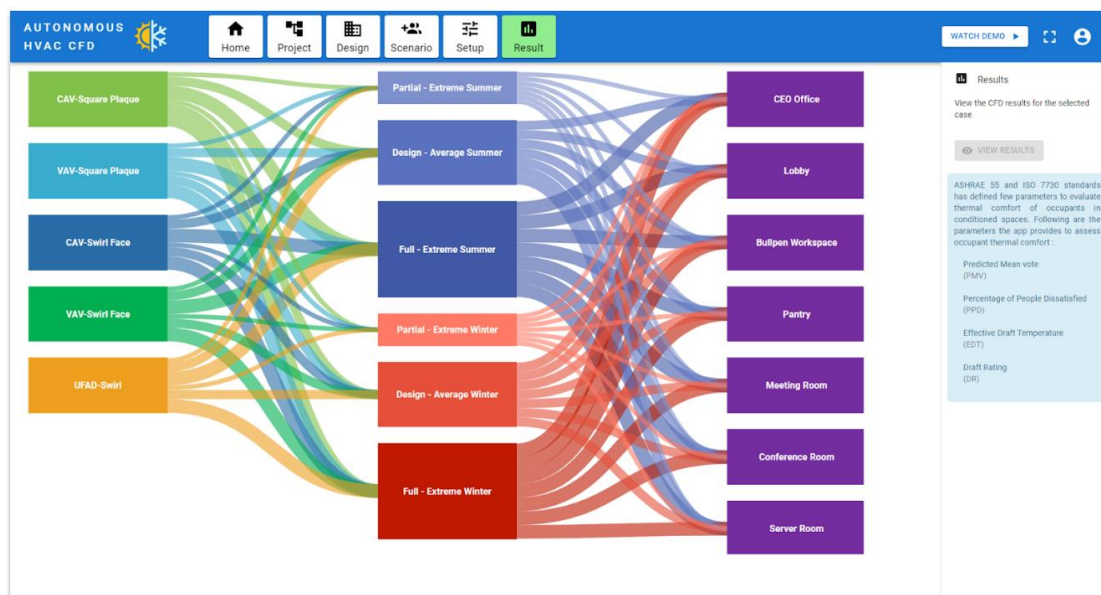 AUTONOMOUS
HVAC CFD
Home
Project
Design
Scenario
Setup
Result
WATCH DEMO
CAV-Square Plaque
VAV-Square Plaque
CAV-Swirl Face
VAV-Swirl Face
UFAD-Swirl
Partial - Extreme Summer
Design - Average Summer
Full - Extreme Summer
Partial - Extreme Winter
Design - Average Winter
Full - Extreme Winter
CEO Office
Lobby
Bullpen Workspace
Pantry
Meeting Room
Conference Room
Server Room
Results
View the CFD results for the selected
case
VIEW RESULTS
ASHRAE 55 and ISO 7730 standards
has defined few parameters to evaluate
thermal comfort of occupants in
conditioned spaces. Following are the
parameters the app provides to assess
occupant thermal comfort :
Predicted Mean vote
(PMV)
Percentage of People Dissatisfied
(PPD)
Effective Draft Temperature
(EDT)
Draft Rating
(DR)